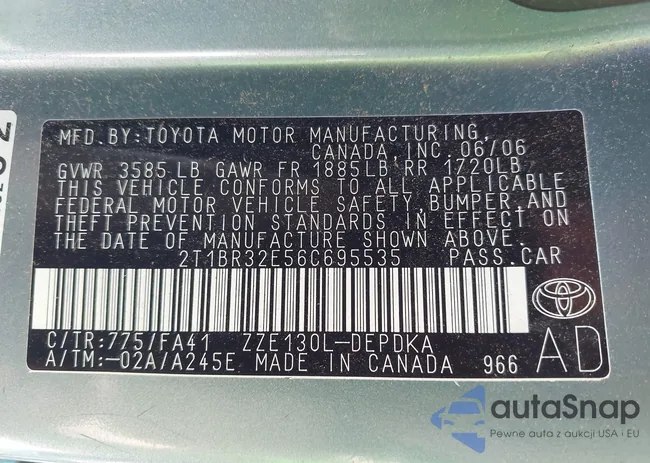 MFD.BY:TOYOTA MOTOR MANUFACTURING,
CANADA, INC. 06/06
GVWR 3585 LB GAWR FR 1885LB RR 1720LB
THIS VEHICLE CONFORMS TO ALL APPLICABLE
FEDERAL MOTOR VEHICLE SAFETY, BUMPER, AND
THEFT PREVENTION STANDARDS IN EFFECT ON
THE DATE OF MANUFACTURE SHOWN ABOVE.
2T1BR32E56C695535 PASS.CAR
C/TR:775/FA41 ZZE130L-DEPDKA
A/TM:-02A/A245E MADE IN CANADA 966
AD
autaSnap
Pewne auta z aukcji USA i EU